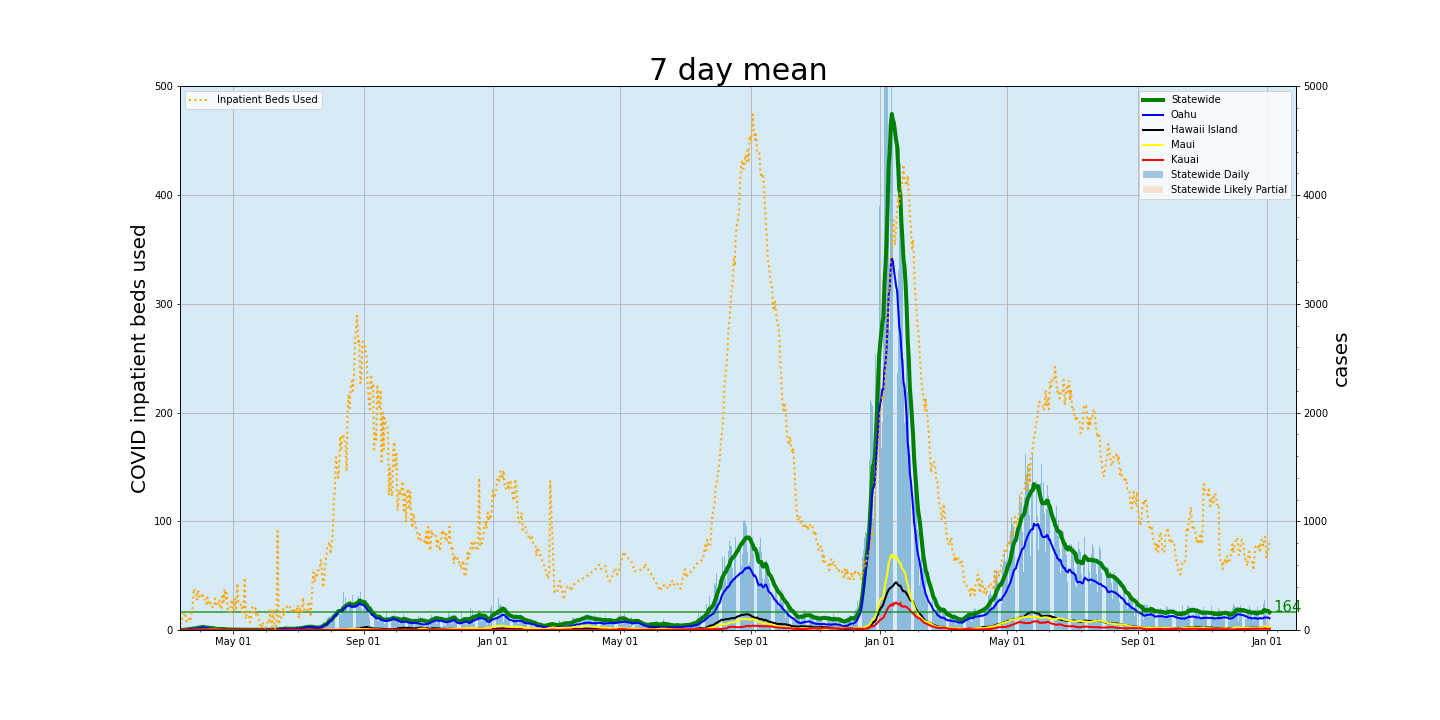 7 day mean
500
400
300
200
100
0
COVID inpatient beds used
Inpatient Beds Used
Statewide
Oahu
Hawaii Island
Maui
Kauai
Statewide Daily
Statewide Likely Partial
5000
4000
3000
2000
1000
0
cases
164
May 01 Sep 01 Jan 01 May 01 Sep 01 Jan 01 May 01 Sep 01 Jan 01